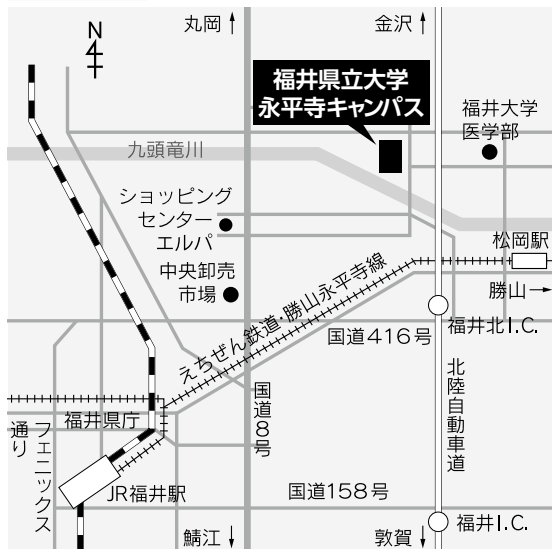 丸岡↑
金沢↑
N
福井県立大学
永平寺キャンパス
福井大学
医学部
九頭竜川
ショッピング
センター
エルパ
中央卸売
市場
松岡駅
勝山→
えちぜん鉄道・勝山永平寺線
国道416号
福井北I.C.
国道8号
北陸自動車道
福井県庁
フェニックス
通り
JR福井駅
国道158号
福井I.C.
鯖江↓
敦賀↓